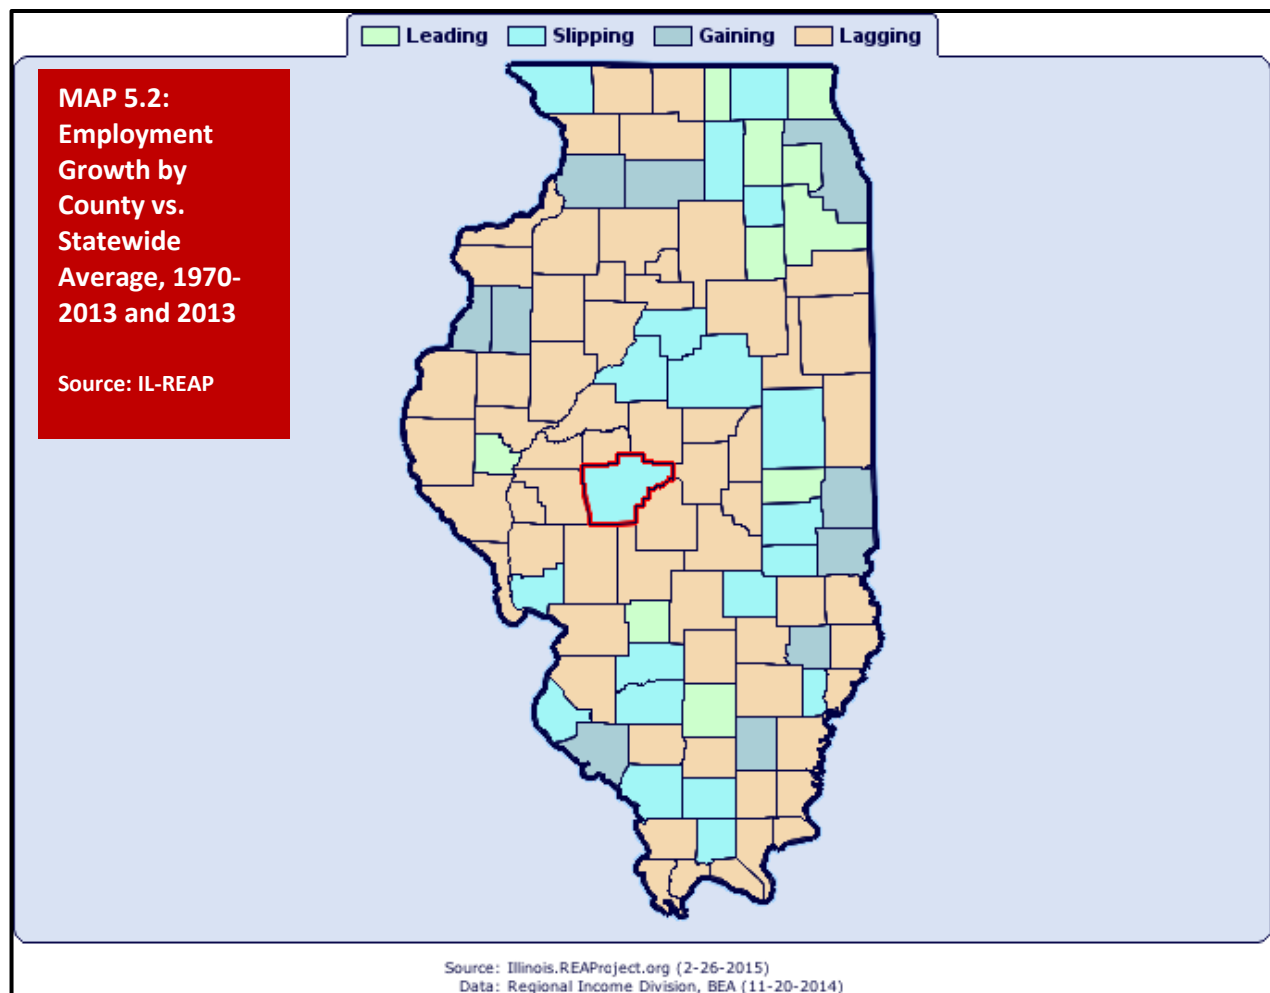 Leading Slipping Gaining Lagging
MAP 5.2:
Employment
Growth by
County vs.
Statewide
Average, 1970-
2013 and 2013
Source: IL-REAP
Source: Illinois.REAProject.org (2-26-2015)
Data: Regional Income Division, BEA (11-20-2014)